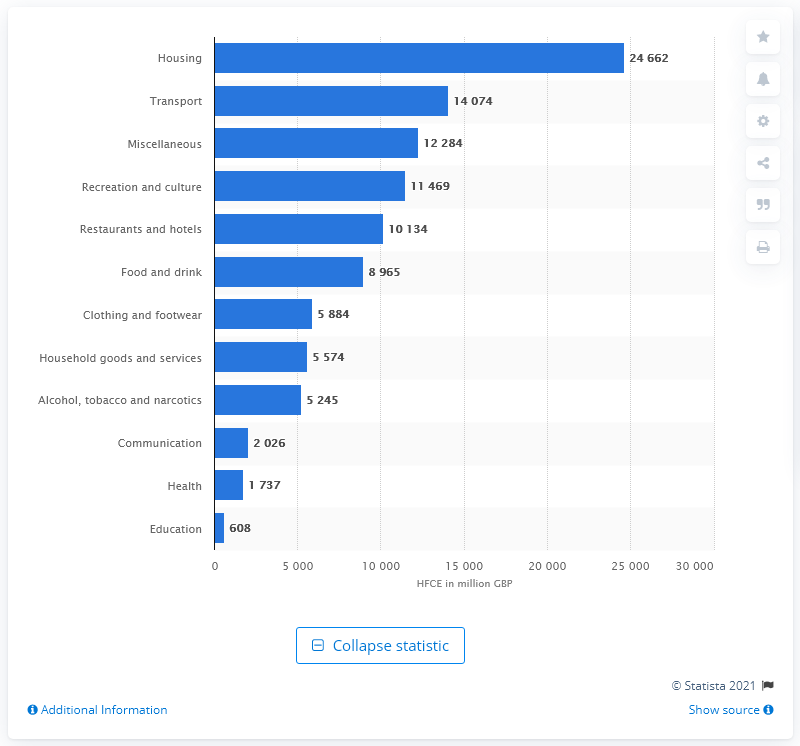 Housing 24 662
Transport 14 074
Miscellaneous 12 284
Recreation and culture 11 469
Restaurants and hotels 10 134
Food and drink 8 965
Clothing and footwear 5 884
Household goods and services 5 574
Alcohol, tobacco and narcotics 5 245
Communication 2 026
Health 1 737
Education 608
0 5 000 10 000 15 000 20 000 25 000 30 000
HFCE in million GBP
Collapse statistic
© Statista 2021
Additional Information Show source